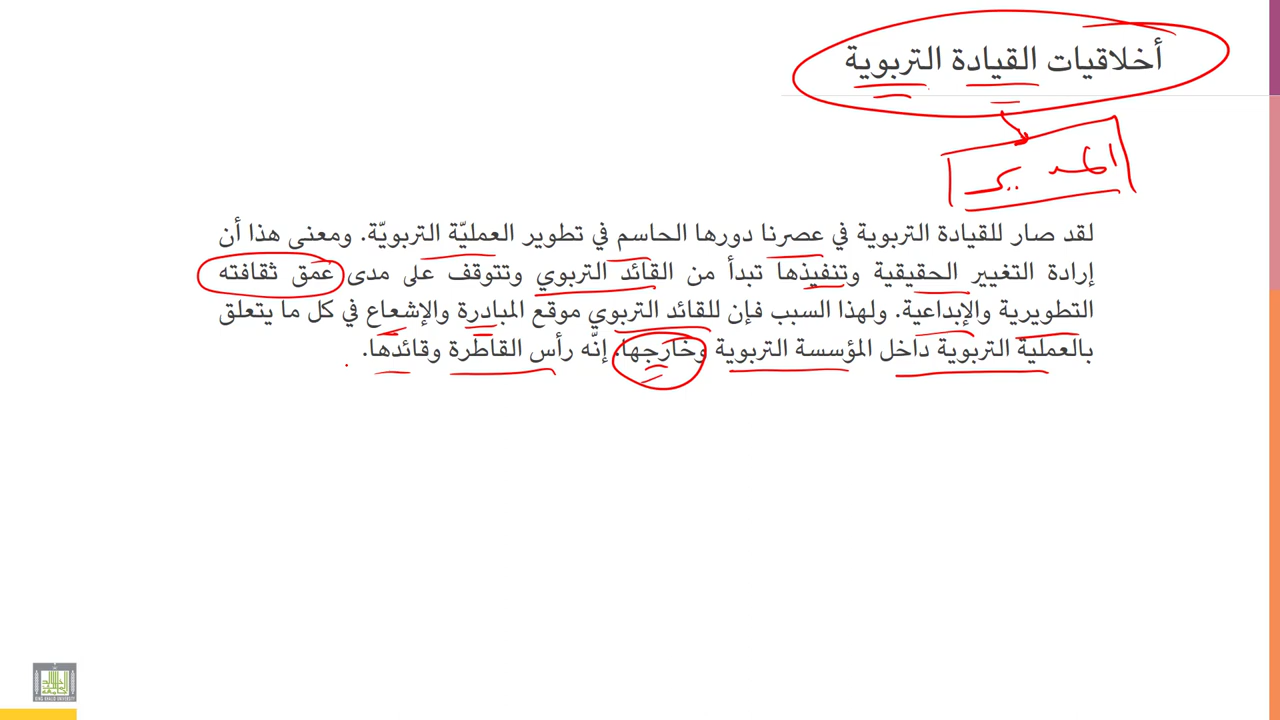 أخلاقيات القيادة التربوية
المدير
لقد صار للقيادة التربوية في عصرنا دورها الحاسم في تطوير العمليّة التربويّة. ومعنى هذا أن
إرادة التغيير الحقيقية وتنفيذها تبدأ من القائد التربوي وتتوقف على مدى عمق ثقافته
التطويرية والإبداعية. ولهذا السبب فإن للقائد التربوي موقع المبادرة والإشعاع في كل ما يتعلق
بالعملية التربوية داخل المؤسسة التربوية وخارجها. إنّه رأس القاطرة وقائدها.